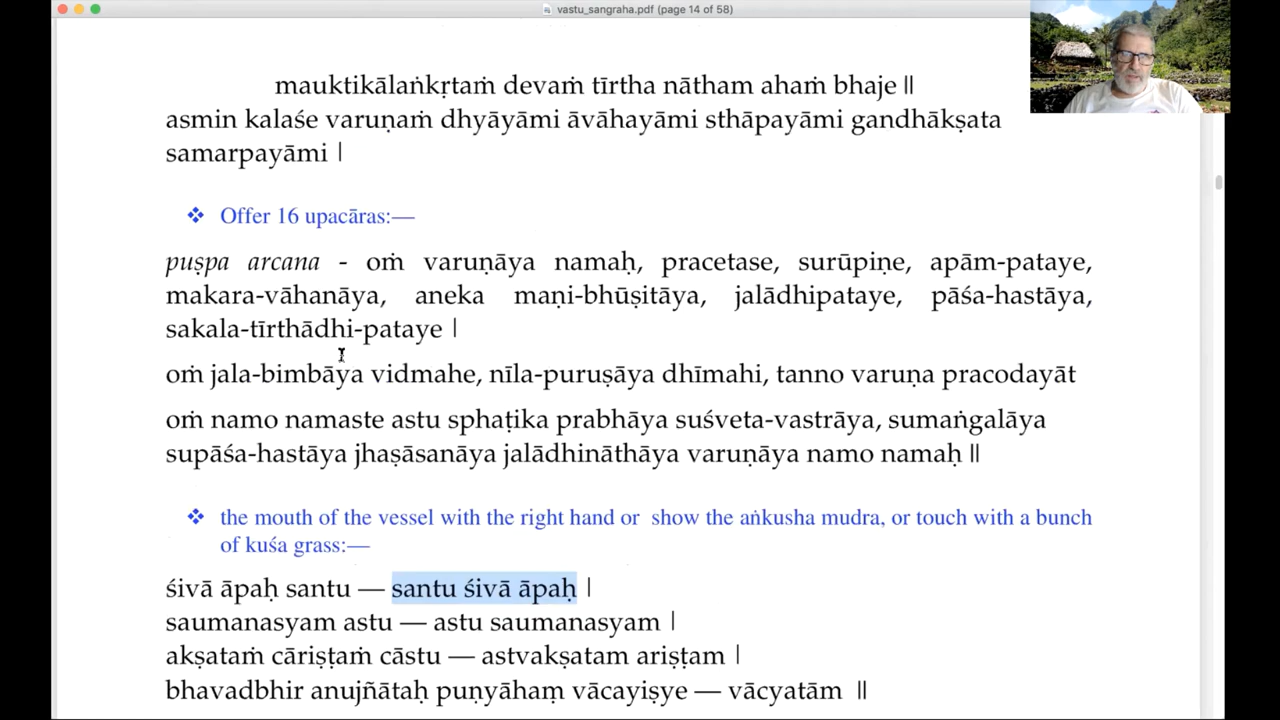 vastu_sangraha.pdf (page 14 of 58)
mauktikālaṅkṛtaṁ devaṁ tīrtha nātham ahaṁ bhaje ||
asmin kalaśe varuṇaṁ dhyāyāmi āvāhayāmi sthāpayāmi gandhākṣata
samarpayāmi |
❖ Offer 16 upacāras:—
puṣpa arcana - oṁ varuṇāya namaḥ, pracetase, surūpiṇe, apām-pataye,
makara-vāhanāya, aneka maṇi-bhūṣitāya, jalādhipataye, pāśa-hastāya,
sakala-tīrthādhi-pataye |
oṁ jala-bimbāya vidmahe, nīla-puruṣāya dhīmahi, tanno varuṇa pracodayāt
oṁ namo namaste astu sphaṭika prabhāya suśveta-vastrāya, sumaṅgalāya
supāśa-hastāya jhaṣāsanāya jalādhināthāya varuṇāya namo namaḥ ||
❖ the mouth of the vessel with the right hand or show the aṅkusha mudra, or touch with a bunch
of kuśa grass:—
śivā āpaḥ santu — santu śivā āpaḥ |
saumanasyam astu — astu saumanasyam |
akṣataṁ cāriṣṭaṁ cāstu — astvakṣatam ariṣṭam |
bhavadbhir anujñātaḥ puṇyāhaṃ vācayiṣye — vācyatām ||